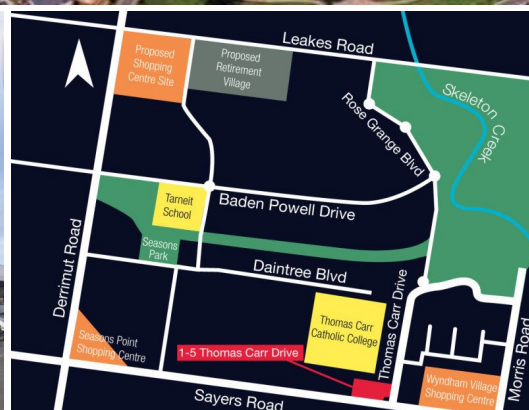 Leakes Road
Proposed
Shopping
Centre Site
Proposed
Retirement
Village
Skeleton
Creek
Rose Grange Blvd
Tarneit
School
Baden Powell Drive
Seasons
Park
Daintree Blvd
Derrimut Road
Thomas Carr
Catholic College
Thomas Carr Drive
Seasons Point
Shopping Centre
1-5 Thomas Carr Drive
Wyndham Village
Shopping Centre
Morris Road
Sayers Road